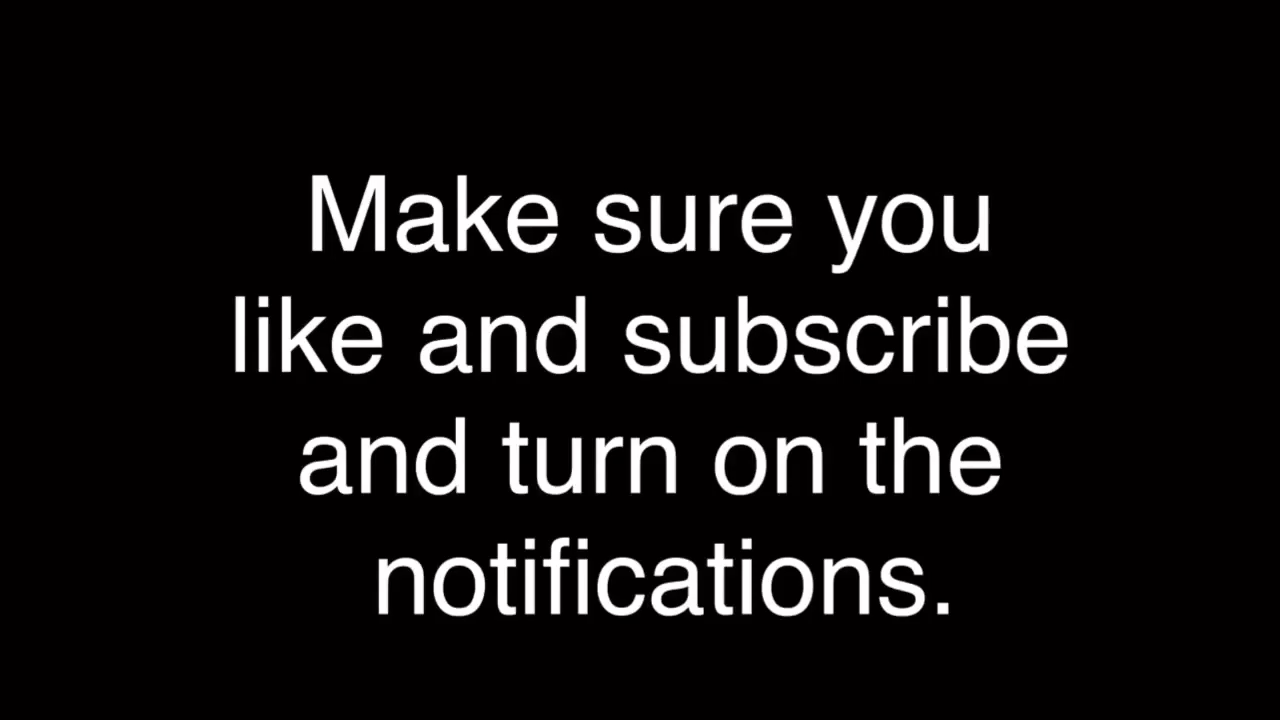 Make sure you
like and subscribe
and turn on the
notifications.